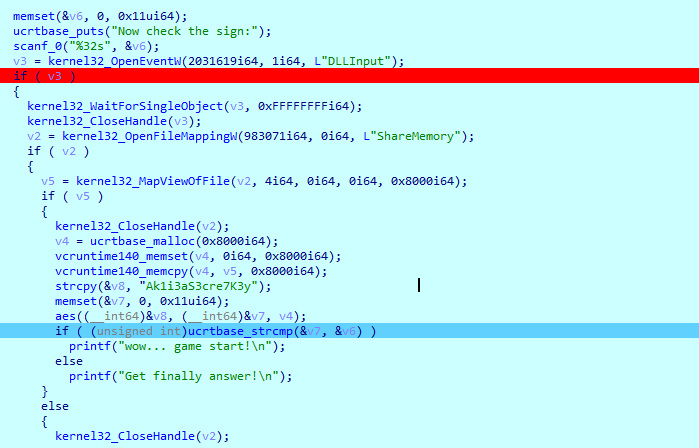 memset(&v6, 0, 0x11ui64);
ucrtbase_puts("Now check the sign:");
scanf_0("%32s", &v6);
v3 = kernel32_OpenEventW(2031619i64, 1i64, L"DLLInput");
if ( v3 )
{
kernel32_WaitForSingleObject(v3, 0xFFFFFFFFi64);
kernel32_CloseHandle(v3);
v2 = kernel32_OpenFileMappingW(983071i64, 0i64, L"ShareMemory");
if ( v2 )
{
v5 = kernel32_MapViewOfFile(v2, 4i64, 0i64, 0i64, 0x8000i64);
if ( v5 )
{
kernel32_CloseHandle(v2);
v4 = ucrtbase_malloc(0x8000i64);
vcruntime140_memset(v4, 0i64, 0x8000i64);
vcruntime140_memcpy(v4, v5, 0x8000i64);
strcpy(&v8, "Ak1i3aS3cre7K3y");
memset(&v7, 0, 0x11ui64);
aes((__int64)&v8, (__int64)&v7, v4);
if ( (unsigned int)ucrtbase_strcmp(&v7, &v6) )
printf("wow... game start!\n");
else
printf("Get finally answer!\n");
}
else
{
kernel32_CloseHandle(v2);